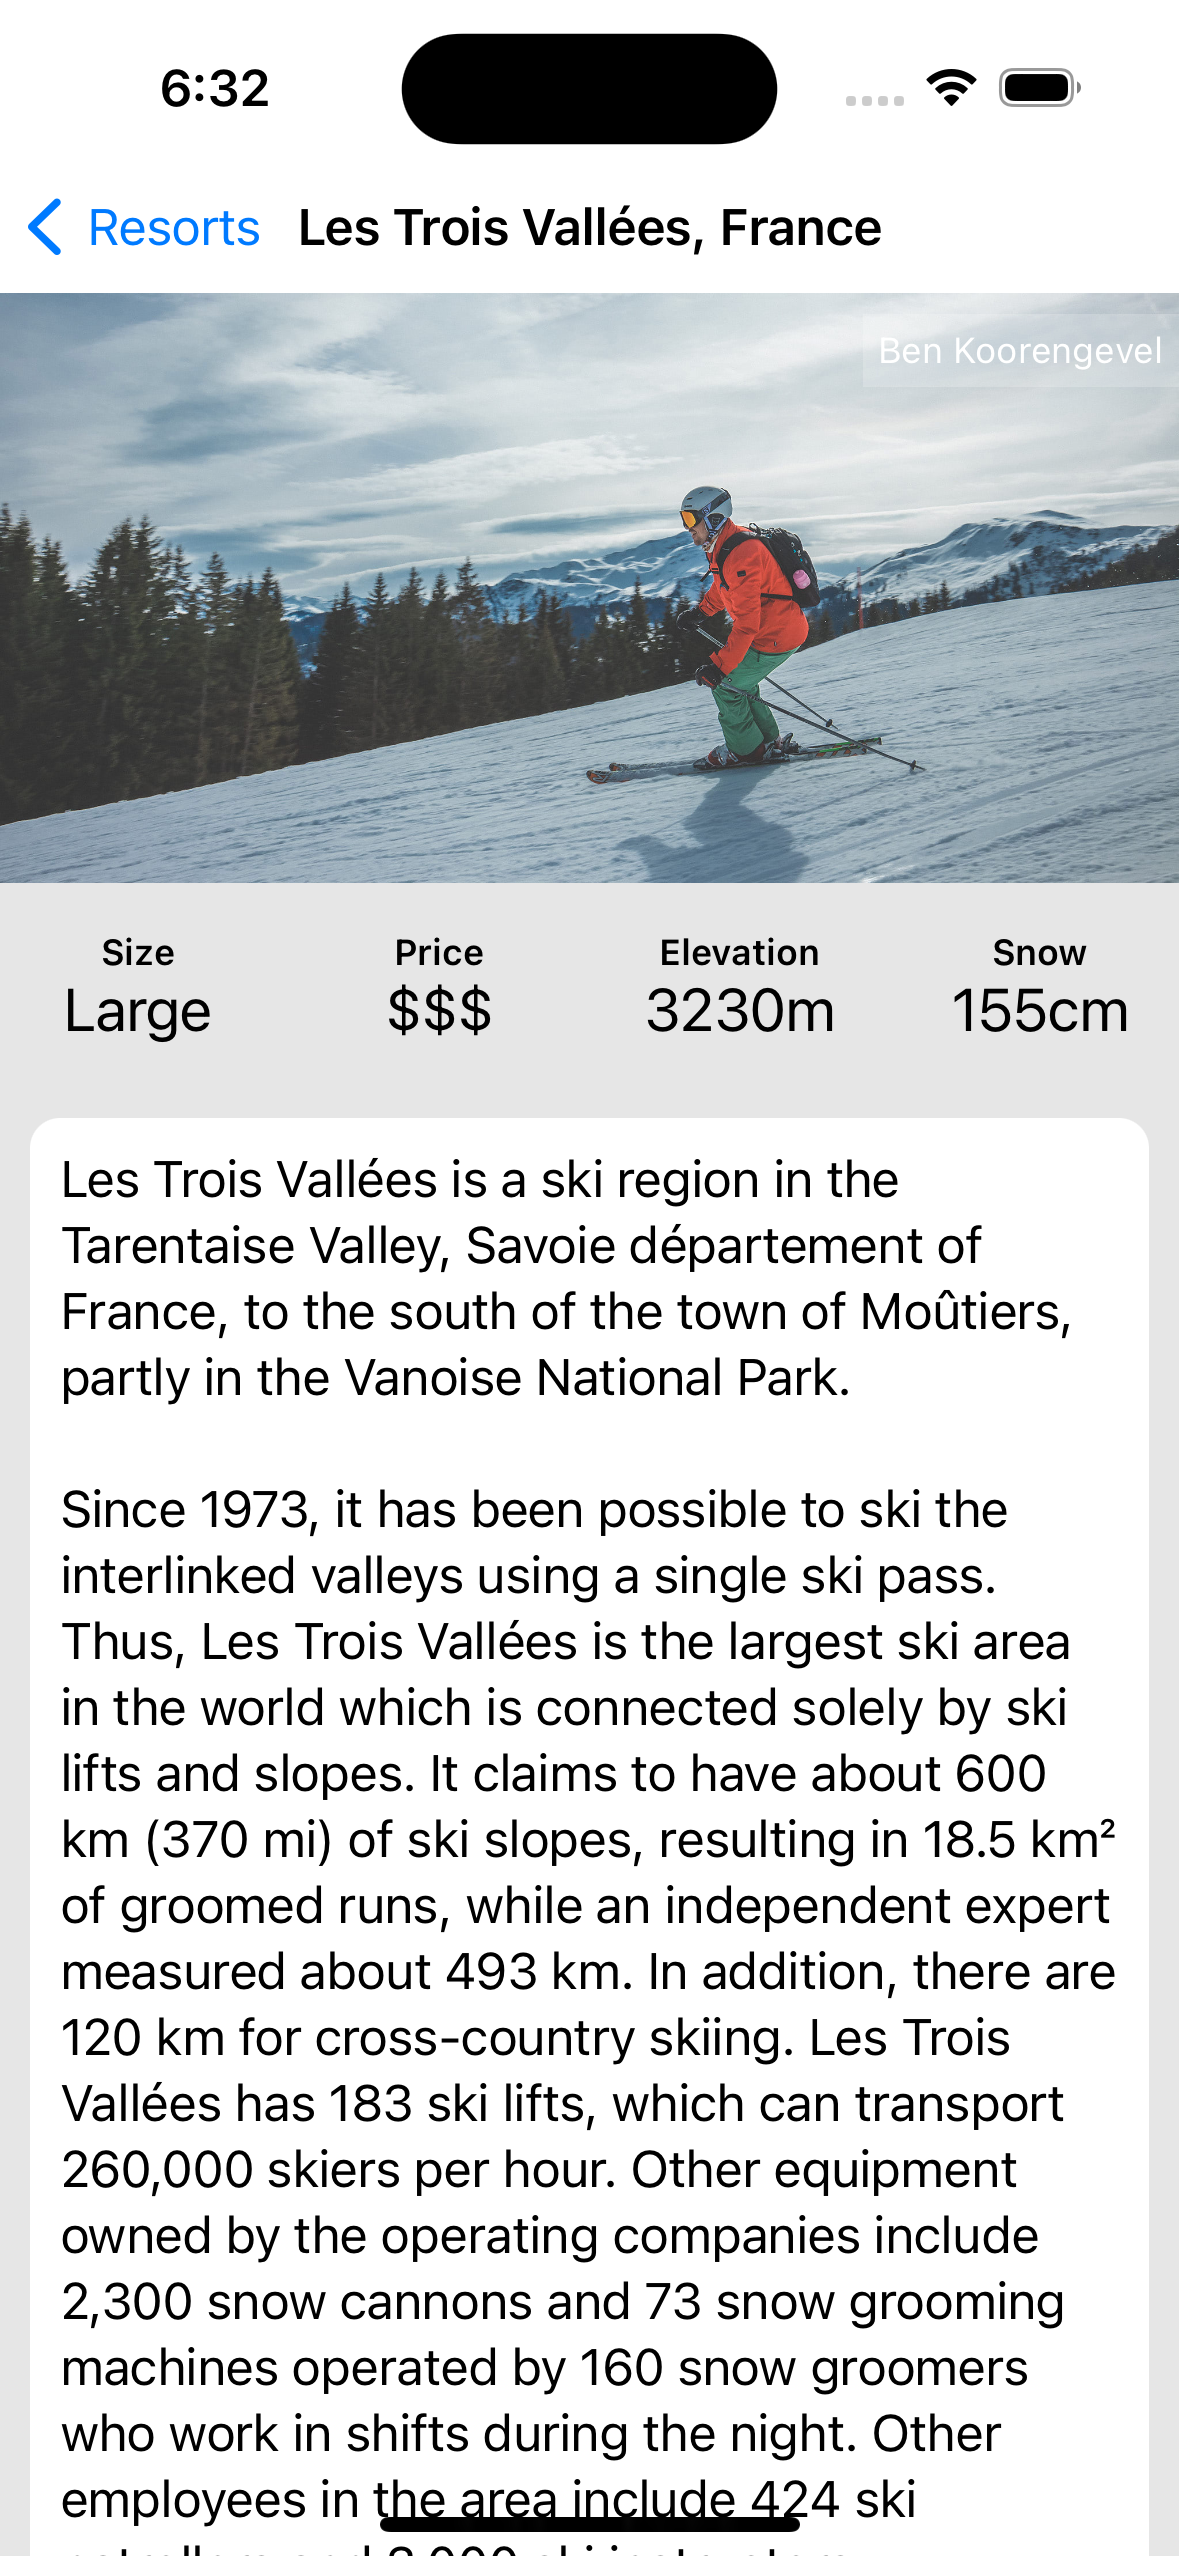 6:32
Resorts
Les Trois Vallées, France
Ben Koorengevel
Size Price Elevation Snow
Large $$$ 3230m 155cm
Les Trois Vallées is a ski region in the
Tarentaise Valley, Savoie département of
France, to the south of the town of Moûtiers,
partly in the Vanoise National Park.
Since 1973, it has been possible to ski the
interlinked valleys using a single ski pass.
Thus, Les Trois Vallées is the largest ski area
in the world which is connected solely by ski
lifts and slopes. It claims to have about 600
km (370 mi) of ski slopes, resulting in 18.5 km²
of groomed runs, while an independent expert
measured about 493 km. In addition, there are
120 km for cross-country skiing. Les Trois
Vallées has 183 ski lifts, which can transport
260,000 skiers per hour. Other equipment
owned by the operating companies include
2,300 snow cannons and 73 snow grooming
machines operated by 160 snow groomers
who work in shifts during the night. Other
employees in the area include 424 ski